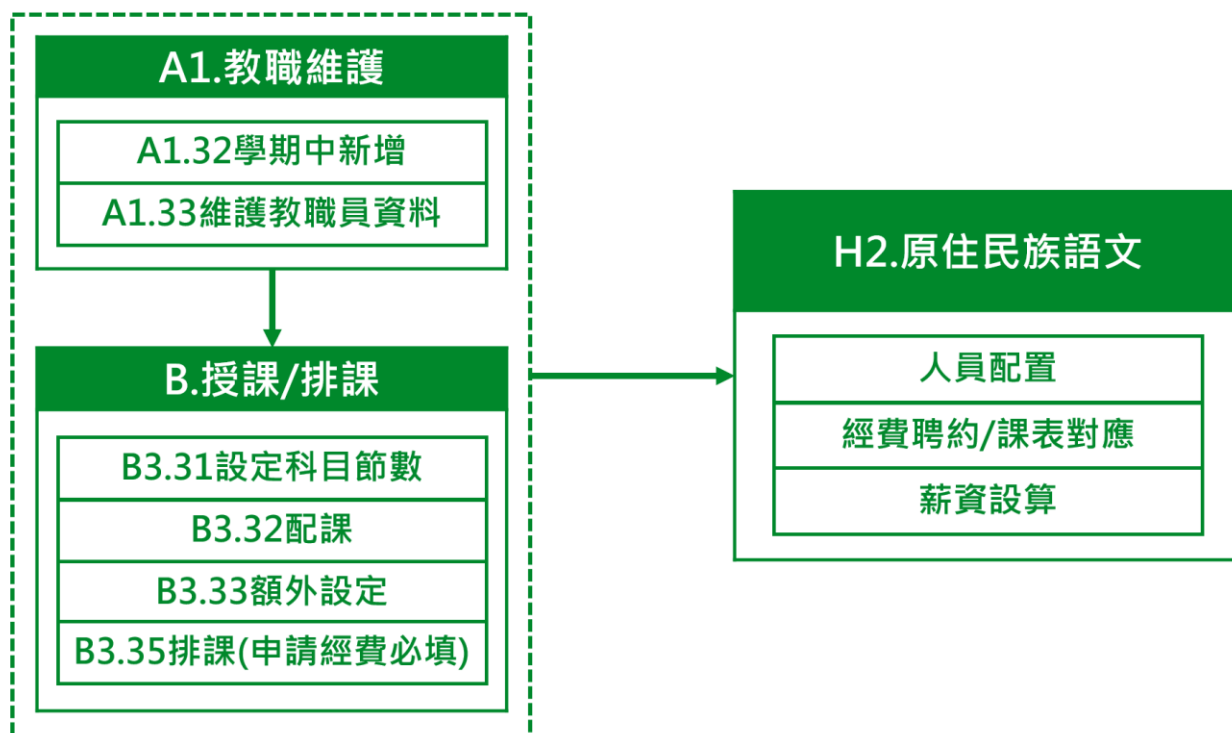 A1.教職維護
A1.32學期中新增
A1.33維護教職員資料
B.授課/排課
B3.31設定科目節數
B3.32配課
B3.33額外設定
B3.35排課(申請經費必填)
H2.原住民族語文
人員配置
經費聘約/課表對應
薪資設算